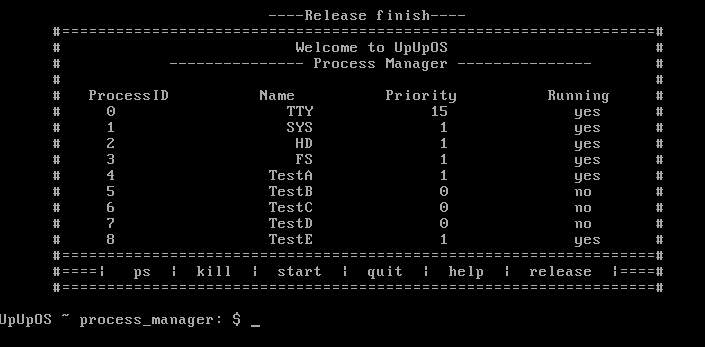 ----Release finish----
#==================================================================#
# Welcome to UpUpOS #
# --------------- Process Manager --------------- #
# #
# ProcessID Name Priority Running #
# 0 TTY 15 yes #
# 1 SYS 1 yes #
# 2 HD 1 yes #
# 3 FS 1 yes #
# 4 TestA 1 yes #
# 5 TestB 0 no #
# 6 TestC 0 no #
# 7 TestD 0 no #
# 8 TestE 1 yes #
#==================================================================#
#====¦ ps ¦ kill ¦ start ¦ quit ¦ help ¦ release ¦====#
#==================================================================#
UpUpOS ~ process_manager: $ _